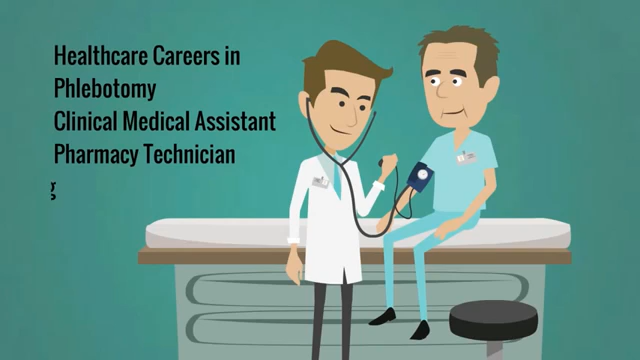 Healthcare Careers in
Phlebotomy
Clinical Medical Assistant
Pharmacy Technician
g